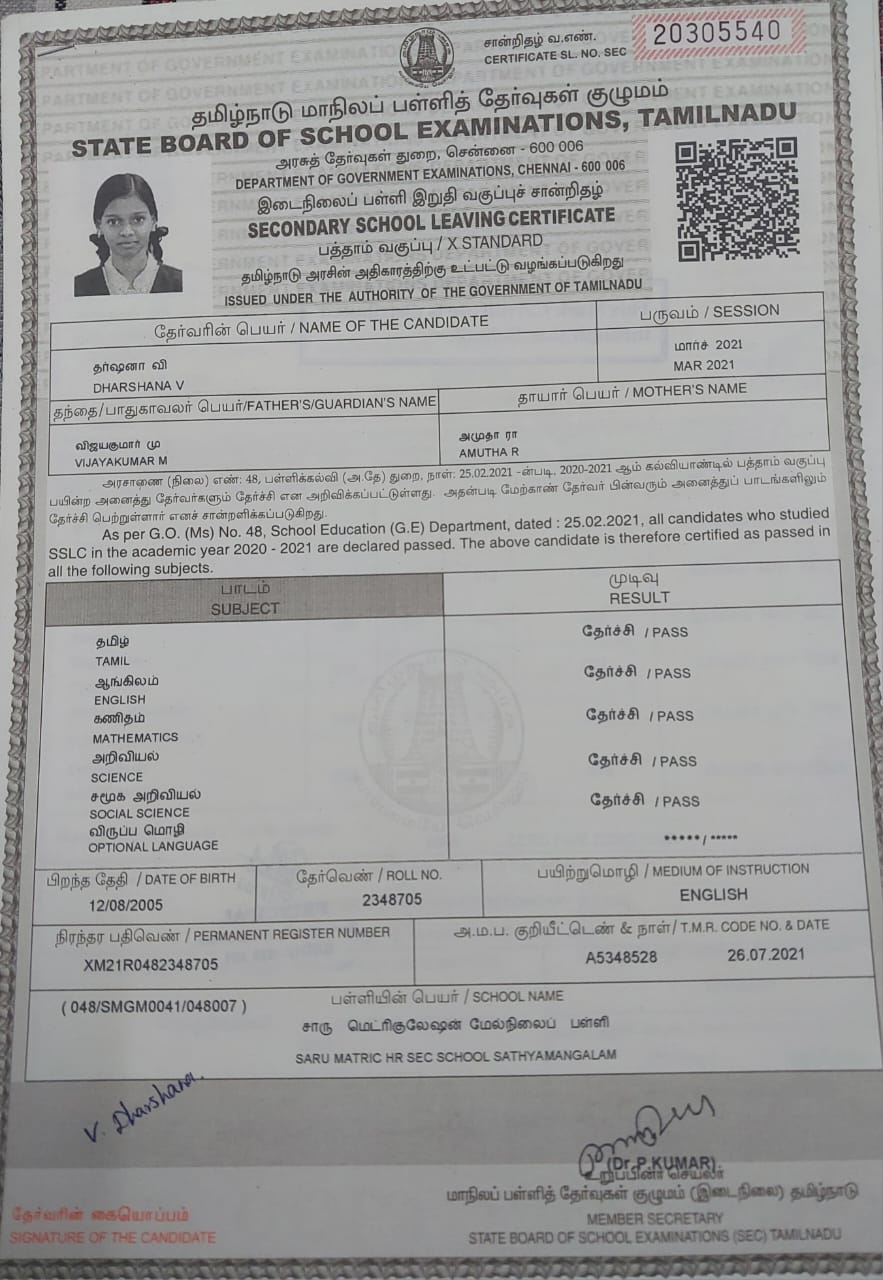 சான்றிதழ் வ.எண்.
CERTIFICATE SL. NO. SEC 20305540
தமிழ்நாடு மாநிலப் பள்ளித் தேர்வுகள் குழுமம்
STATE BOARD OF SCHOOL EXAMINATIONS, TAMILNADU
அரசுத் தேர்வுகள் துறை, சென்னை - 600 006
DEPARTMENT OF GOVERNMENT EXAMINATIONS, CHENNAI - 600 006
இடைநிலைப் பள்ளி இறுதி வகுப்புச் சான்றிதழ்
SECONDARY SCHOOL LEAVING CERTIFICATE
பத்தாம் வகுப்பு / X STANDARD
தமிழ்நாடு அரசின் அதிகாரத்திற்கு உட்பட்டு வழங்கப்படுகிறது
ISSUED UNDER THE AUTHORITY OF THE GOVERNMENT OF TAMILNADU
தேர்வரின் பெயர் / NAME OF THE CANDIDATE பருவம் / SESSION
தர்ஷனா வி மார்ச் 2021
DHARSHANA V MAR 2021
தந்தை/பாதுகாவலர் பெயர்/FATHER'S/GUARDIAN'S NAME தாயார் பெயர் / MOTHER'S NAME
விஜயகுமார் மு அமுதா ரா
VIJAYAKUMAR M AMUTHA R
அரசாணை (நிலை) எண்: 48, பள்ளிக்கல்வி (அ.தே) துறை, நாள்: 25.02.2021 -ன்படி, 2020-2021 ஆம் கல்வியாண்டில் பத்தாம் வகுப்பு
பயின்ற அனைத்து தேர்வர்களும் தேர்ச்சி என அறிவிக்கப்பட்டுள்ளது. அதன்படி மேற்காண் தேர்வர் பின்வரும் அனைத்துப் பாடங்களிலும்
தேர்ச்சி பெற்றுள்ளார் எனச் சான்றளிக்கப்படுகிறது.
As per G.O. (Ms) No. 48, School Education (G.E) Department, dated : 25.02.2021, all candidates who studied
SSLC in the academic year 2020 - 2021 are declared passed. The above candidate is therefore certified as passed in
all the following subjects.
பாடம் முடிவு
SUBJECT RESULT
தமிழ் தேர்ச்சி / PASS
TAMIL
ஆங்கிலம் தேர்ச்சி / PASS
ENGLISH
கணிதம் தேர்ச்சி / PASS
MATHEMATICS
அறிவியல் தேர்ச்சி / PASS
SCIENCE
சமூக அறிவியல் தேர்ச்சி / PASS
SOCIAL SCIENCE
விருப்ப மொழி
OPTIONAL LANGUAGE *****/*****
பிறந்த தேதி / DATE OF BIRTH தேர்வெண் / ROLL NO. பயிற்றுமொழி / MEDIUM OF INSTRUCTION
12/08/2005 2348705 ENGLISH
நிரந்தர பதிவெண் / PERMANENT REGISTER NUMBER அ.ம.ப. குறியீட்டெண் & நாள்/ T.M.R. CODE NO. & DATE
XM21R0482348705 A5348528 26.07.2021
( 048/SMGM0041/048007 ) பள்ளியின் பெயர் / SCHOOL NAME
சாரு மெட்ரிகுலேஷன் மேல்நிலைப் பள்ளி
SARU MATRIC HR SEC SCHOOL SATHYAMANGALAM
V. Dharshana.
(Dr.P.KUMAR)
உறுப்பினர் செயலர்
மாநிலப் பள்ளித் தேர்வுகள் குழுமம் (இடைநிலை) தமிழ்நாடு
தேர்வரின் கையொப்பம் MEMBER SECRETARY
SIGNATURE OF THE CANDIDATE STATE BOARD OF SCHOOL EXAMINATIONS (SEC) TAMILNADU